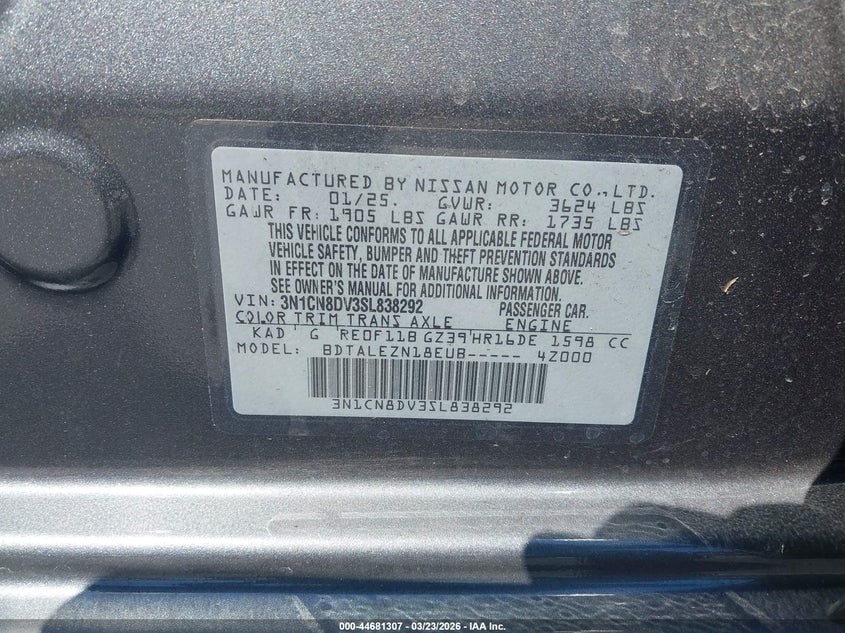 MANUFACTURED BY NISSAN MOTOR CO.,LTD.
DATE: 01/25. GVWR: 3624 LBS
GAWR FR: 1905 LBS GAWR RR: 1735 LBS
THIS VEHICLE CONFORMS TO ALL APPLICABLE FEDERAL MOTOR
VEHICLE SAFETY, BUMPER AND THEFT PREVENTION STANDARDS
IN EFFECT ON THE DATE OF MANUFACTURE SHOWN ABOVE.
SEE OWNER'S MANUAL FOR ADDITIONAL INFORMATION.
VIN: 3N1CN8DV3SL838292 PASSENGER CAR.
COLOR TRIM TRANS AXLE ENGINE
KAD G RE0F11B GZ39 HR16DE 1598 CC
MODEL: BDTALEZN18EUB----- 4Z000
3N1CN8DV3SL838292
000-44681307 — 03/23/2026 — IAA Inc.